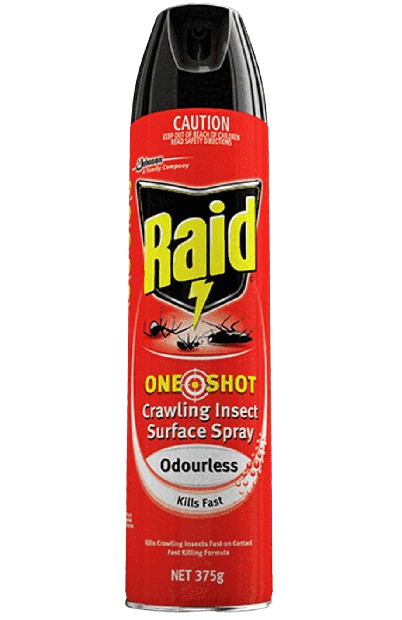 CAUTION
KEEP OUT OF REACH OF CHILDREN
READ SAFETY DIRECTIONS
Johnson
A Family Company
Raid
ONE SHOT
Crawling Insect
Surface Spray
Odourless
Kills Fast
Kills Crawling Insects Fast on Contact
Fast Killing Formula
NET 375g